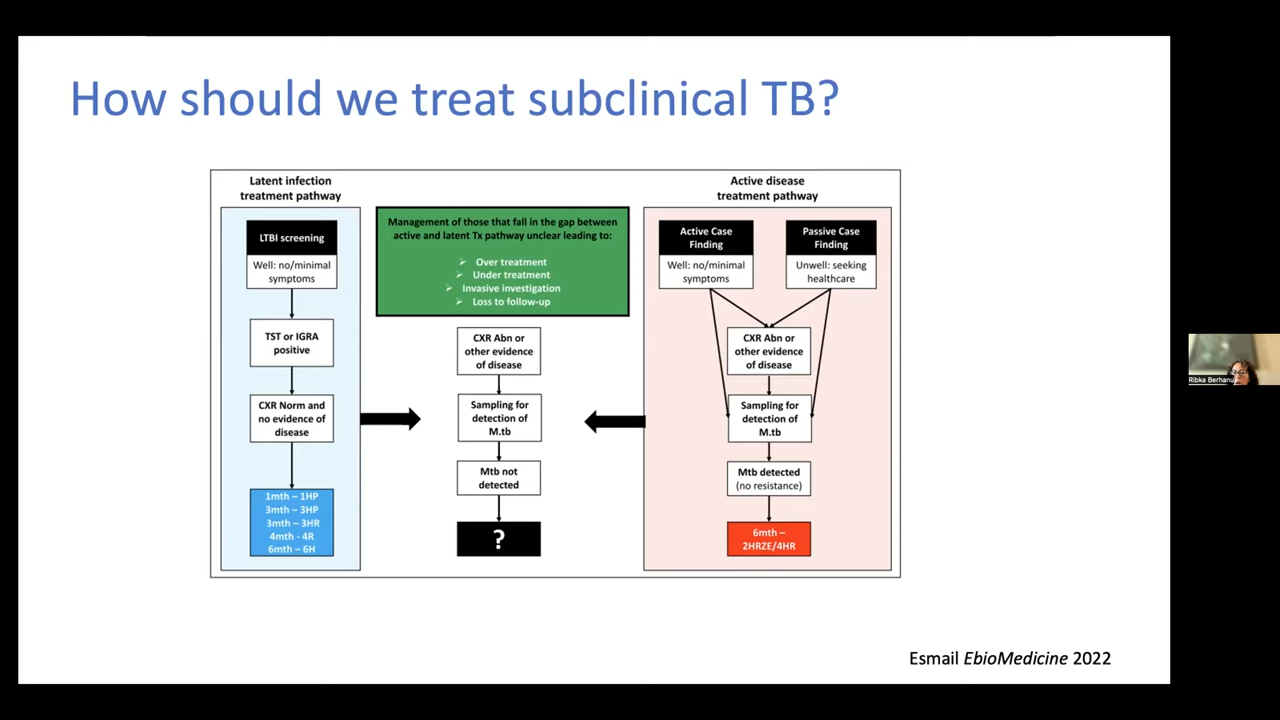 How should we treat subclinical TB?
Latent infection
treatment pathway
LTBI screening
Well: no/minimal
symptoms
TST or IGRA
positive
CXR Norm and
no evidence of
disease
1mth – 1HP
3mth – 3HP
3mth – 3HR
4mth - 4R
6mth – 6H
Management of those that fall in the gap between
active and latent Tx pathway unclear leading to:
➢ Over treatment
➢ Under treatment
➢ Invasive investigation
➢ Loss to follow-up
CXR Abn or
other evidence
of disease
Sampling for
detection of
M.tb
Mtb not
detected
?
Active disease
treatment pathway
Active Case
Finding
Well: no/minimal
symptoms
Passive Case
Finding
Unwell: seeking
healthcare
CXR Abn or
other evidence
of disease
Sampling for
detection of
M.tb
Mtb detected
(no resistance)
6mth –
2HRZE/4HR
Esmail EbioMedicine 2022
Ribka Berhanu